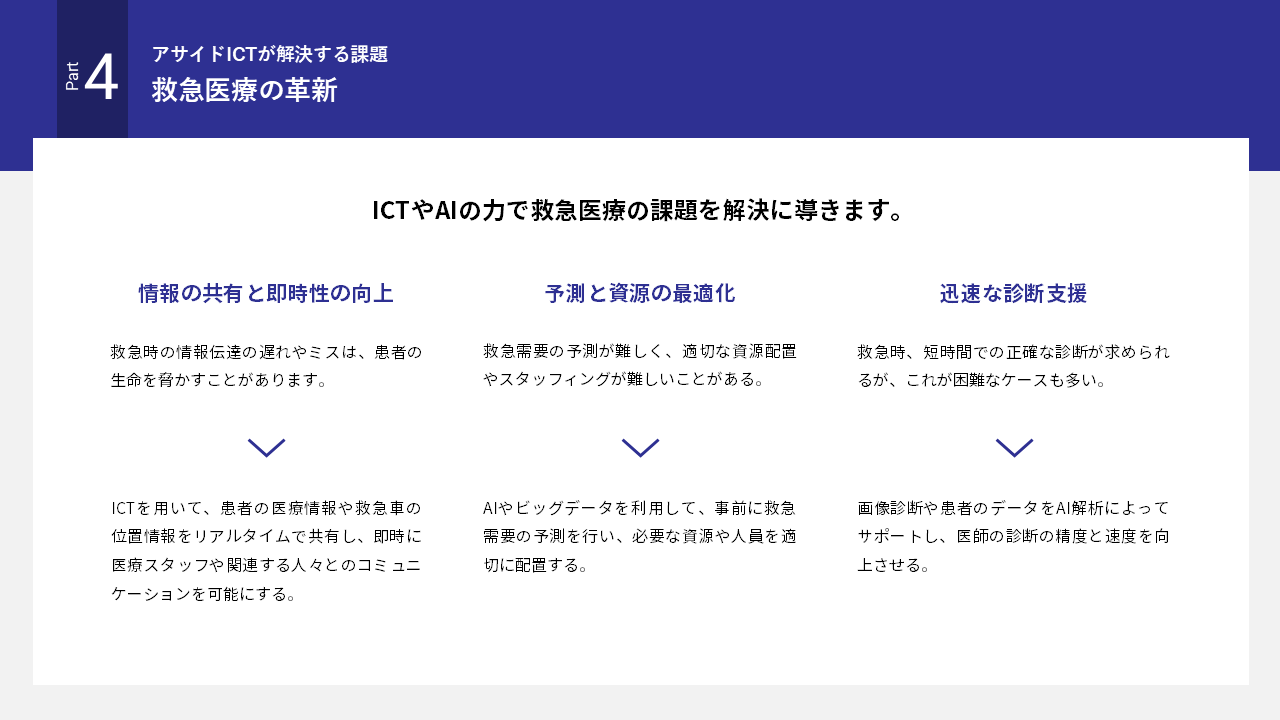 Part
4
アサイドICTが解決する課題
救急医療の革新
ICTやAIの力で救急医療の課題を解決に導きます。
情報の共有と即時性の向上
救急時の情報伝達の遅れやミスは、患者の
生命を脅かすことがあります。
ICTを用いて、患者の医療情報や救急車の
位置情報をリアルタイムで共有し、即時に
医療スタッフや関連する人々とのコミュニ
ケーションを可能にする。
予測と資源の最適化
救急需要の予測が難しく、適切な資源配置
やスタッフィングが難しいことがある。
AIやビッグデータを利用して、事前に救急
需要の予測を行い、必要な資源や人員を適
切に配置する。
迅速な診断支援
救急時、短時間での正確な診断が求められ
るが、これが困難なケースも多い。
画像診断や患者のデータをAI解析によって
サポートし、医師の診断の精度と速度を向
上させる。